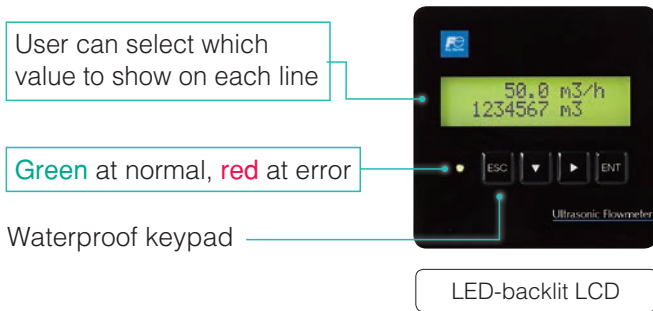 User can select which
value to show on each line
50.0 m3/h
1234567 m3
Green at normal, red at error
ESC ▼ ▶ ENT
Ultrasonic Flowmeter
Waterproof keypad
LED-backlit LCD